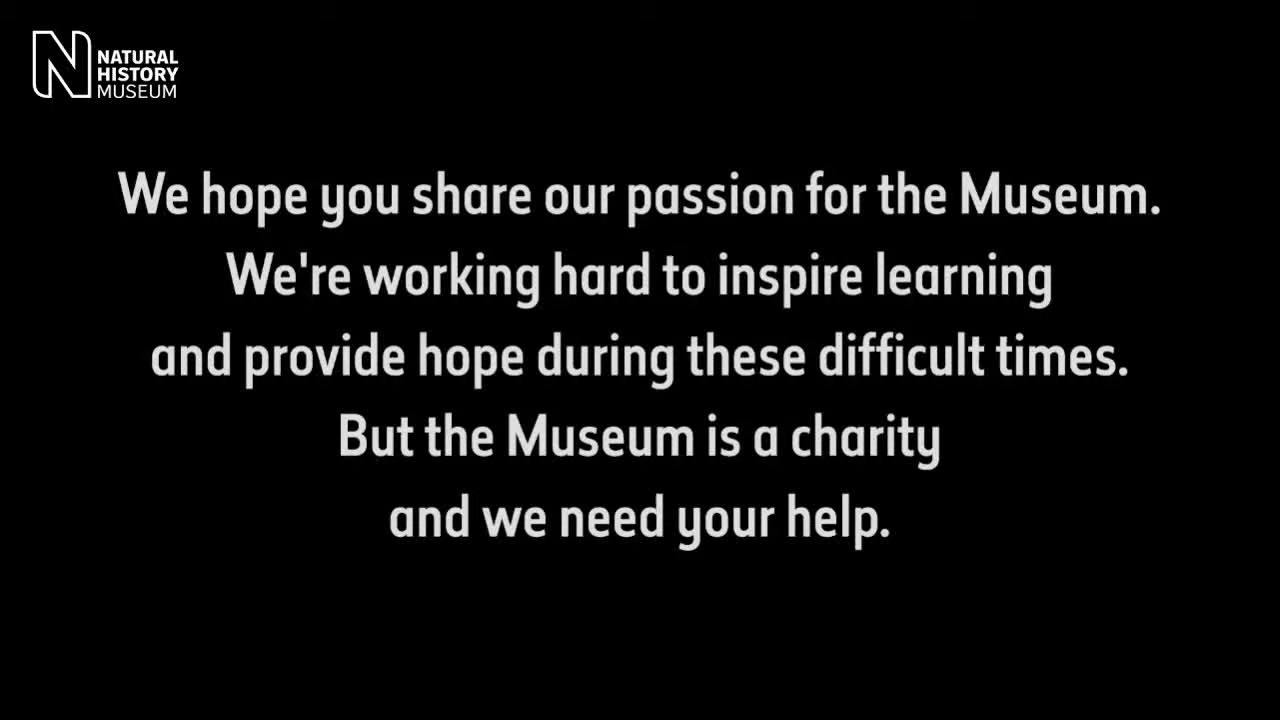 NATURAL
HISTORY
MUSEUM
We hope you share our passion for the Museum.
We're working hard to inspire learning
and provide hope during these difficult times.
But the Museum is a charity
and we need your help.